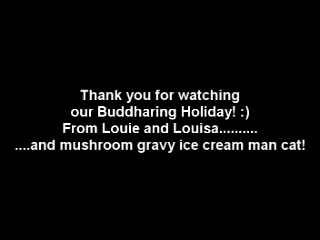 Thank you for watching
our Buddharing Holiday! :)
From Louie and Louisa..........
....and mushroom gravy ice cream man cat!